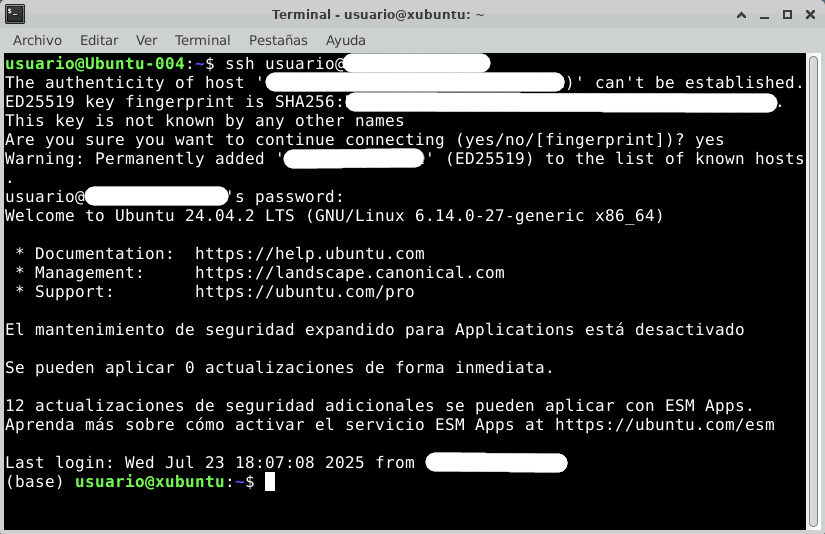 Terminal - usuario@xubuntu: ~
Archivo Editar Ver Terminal Pestañas Ayuda
usuario@Ubuntu-004:~$ ssh usuario@
The authenticity of host ' )' can't be established.
ED25519 key fingerprint is SHA256: .
This key is not known by any other names
Are you sure you want to continue connecting (yes/no/[fingerprint])? yes
Warning: Permanently added ' ' (ED25519) to the list of known hosts
.
usuario@ 's password:
Welcome to Ubuntu 24.04.2 LTS (GNU/Linux 6.14.0-27-generic x86_64)
* Documentation: https://help.ubuntu.com
* Management: https://landscape.canonical.com
* Support: https://ubuntu.com/pro
El mantenimiento de seguridad expandido para Applications está desactivado
Se pueden aplicar 0 actualizaciones de forma inmediata.
12 actualizaciones de seguridad adicionales se pueden aplicar con ESM Apps.
Aprenda más sobre cómo activar el servicio ESM Apps at https://ubuntu.com/esm
Last login: Wed Jul 23 18:07:08 2025 from
(base) usuario@xubuntu:~$